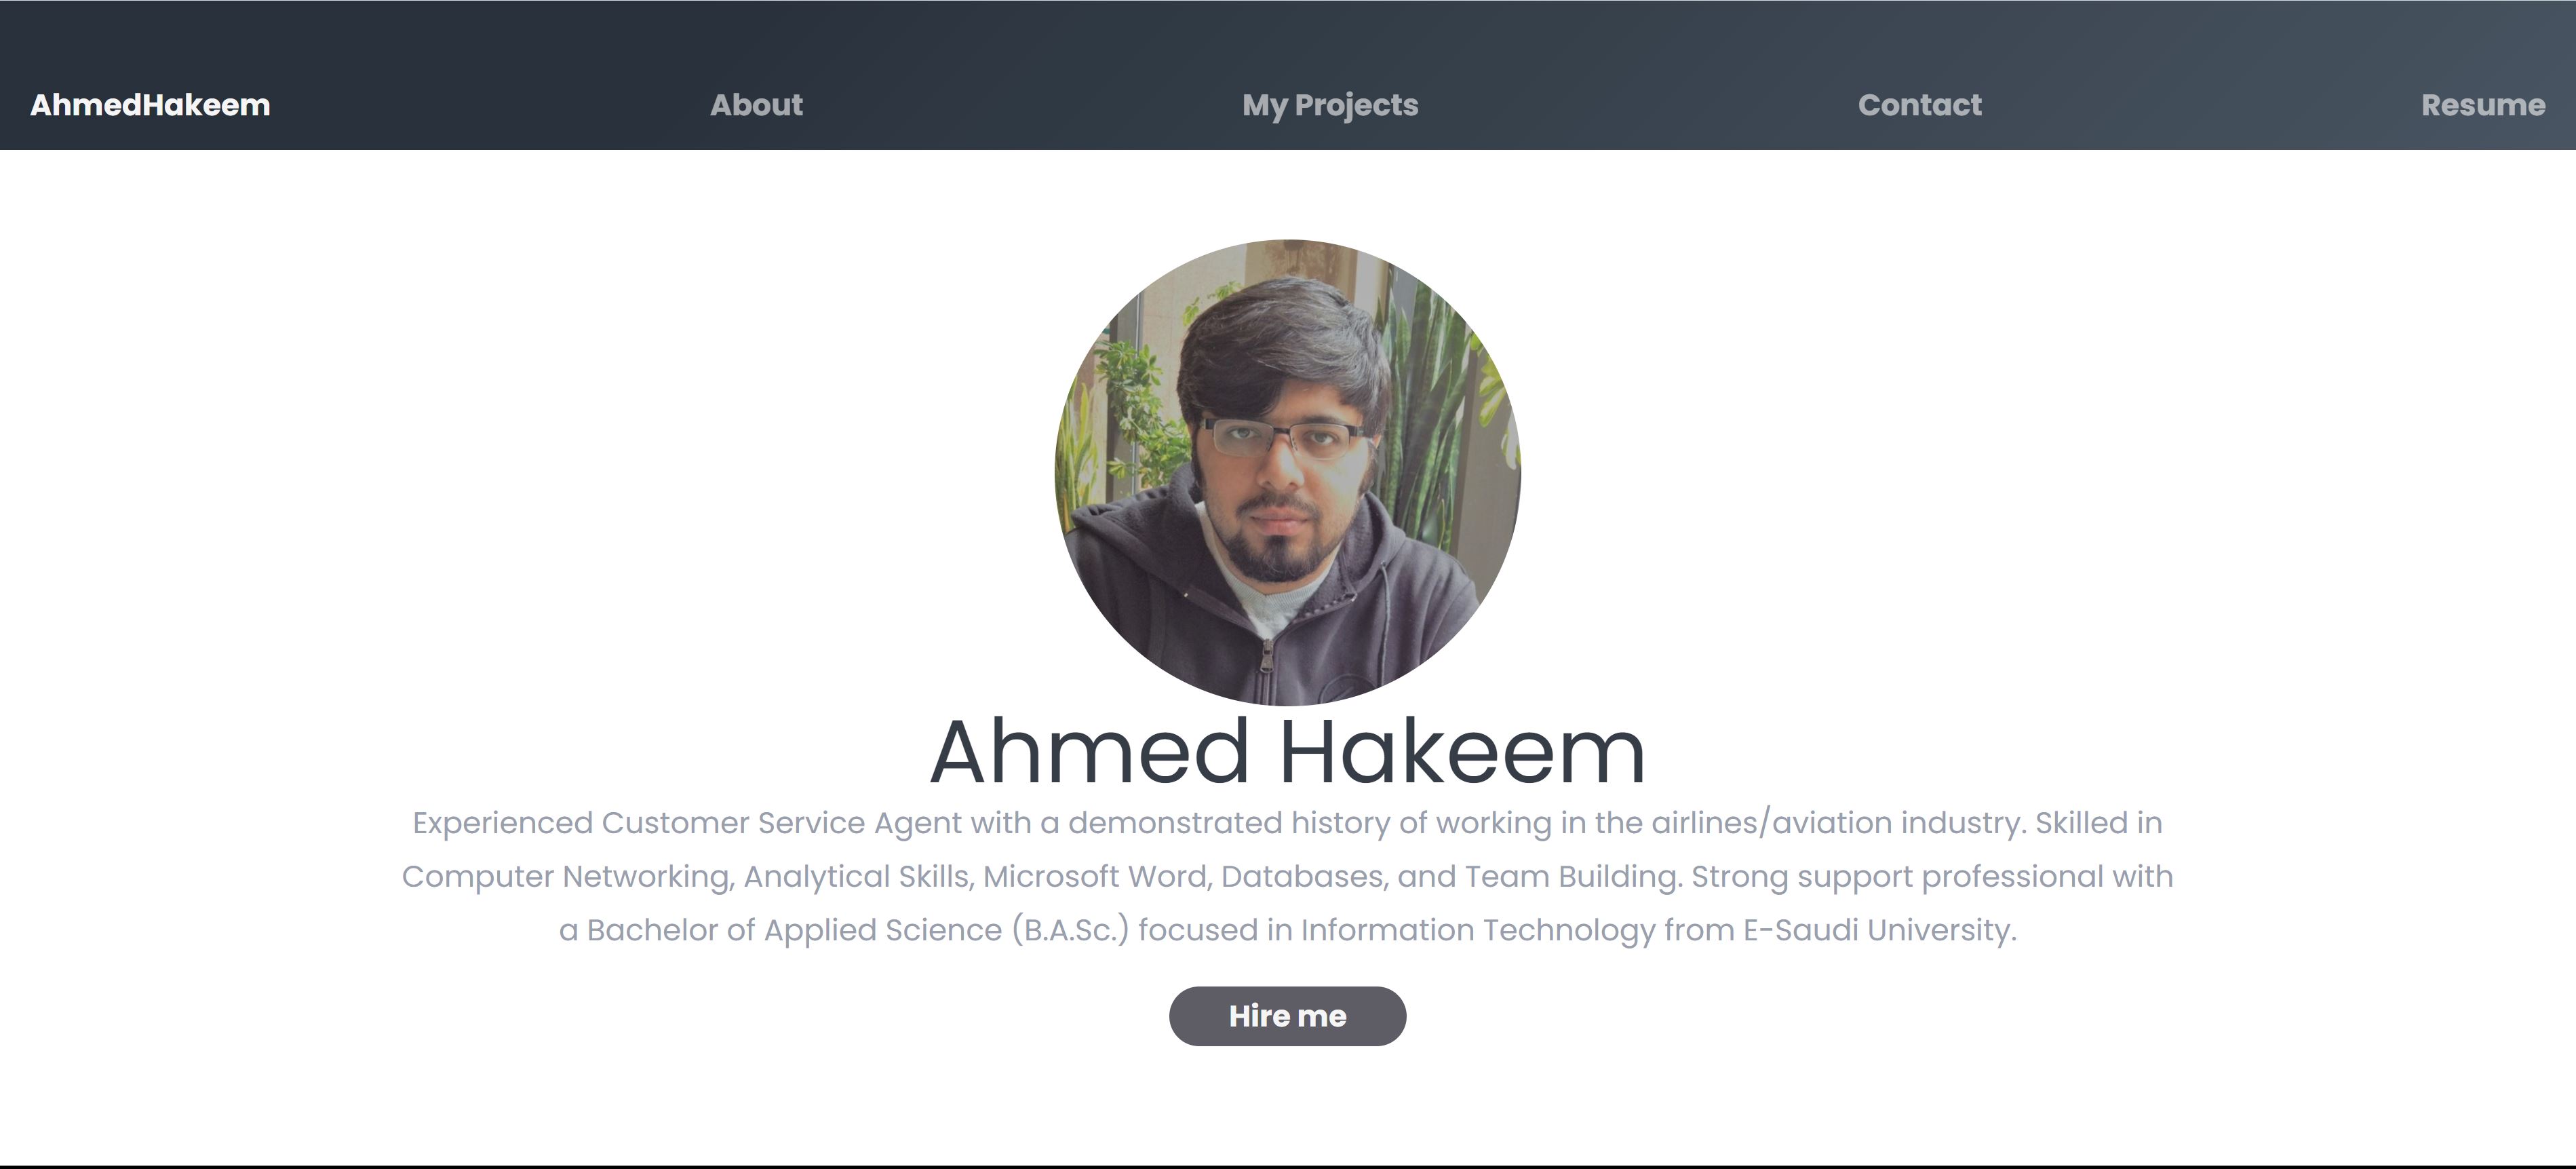 AhmedHakeem About My Projects Contact Resume
Ahmed Hakeem
Experienced Customer Service Agent with a demonstrated history of working in the airlines/aviation industry. Skilled in
Computer Networking, Analytical Skills, Microsoft Word, Databases, and Team Building. Strong support professional with
a Bachelor of Applied Science (B.A.Sc.) focused in Information Technology from E-Saudi University.
Hire me